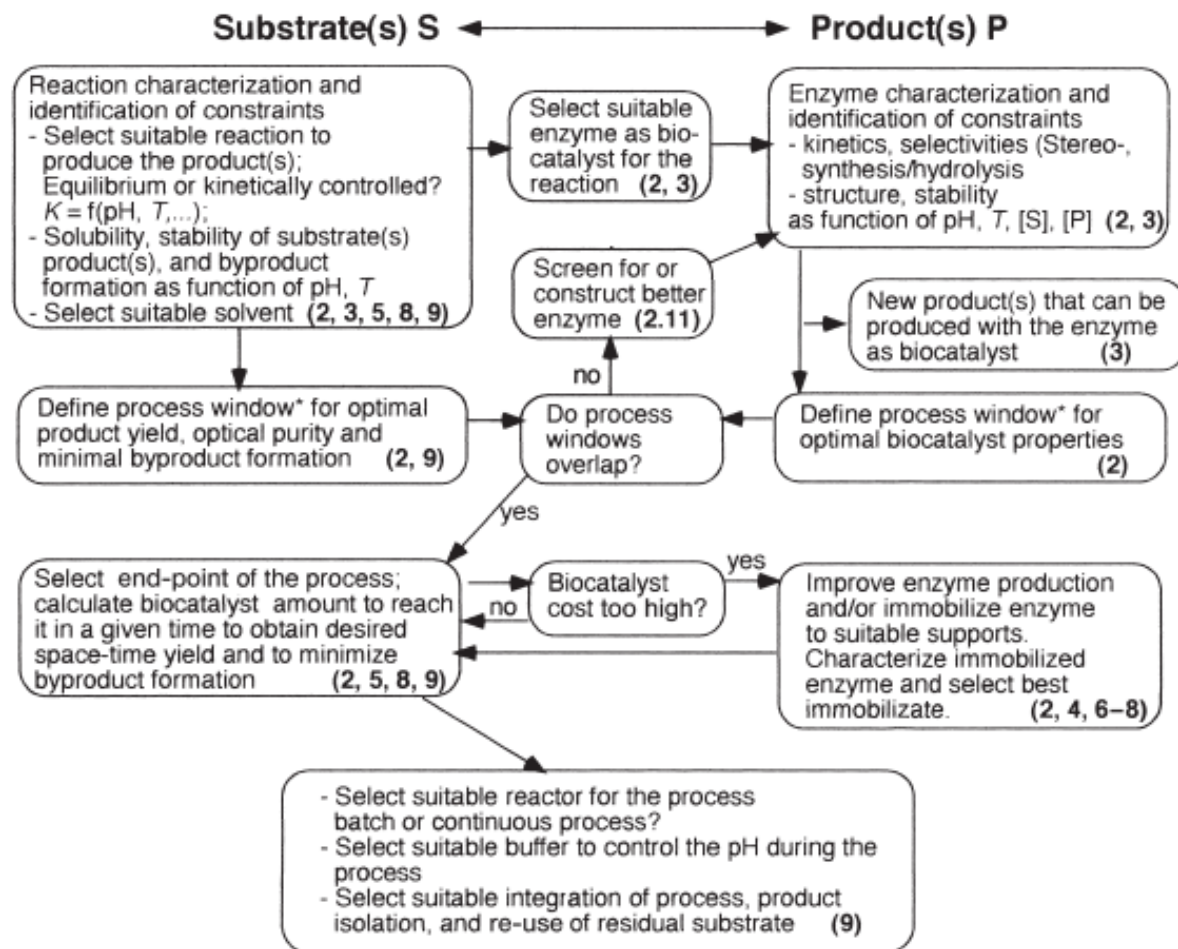 Substrate(s) S
Product(s) P
Reaction characterization and
identification of constraints
- Select suitable reaction to
produce the product(s);
Equilibrium or kinetically controlled?
K = f(pH, T,...);
- Solubility, stability of substrate(s)
product(s), and byproduct
formation as function of pH, T
- Select suitable solvent (2, 3, 5, 8, 9)
Select suitable
enzyme as bio-
catalyst for the
reaction (2, 3)
Enzyme characterization and
identification of constraints
- kinetics, selectivities (Stereo-,
synthesis/hydrolysis
- structure, stability
as function of pH, T, [S], [P] (2, 3)
Screen for or
construct better
enzyme (2.11)
New product(s) that can be
produced with the enzyme
as biocatalyst (3)
no
Define process window* for optimal
product yield, optical purity and
minimal byproduct formation (2, 9)
Do process
windows
overlap?
Define process window* for
optimal biocatalyst properties
(2)
yes
Select end-point of the process;
calculate biocatalyst amount to reach
it in a given time to obtain desired
space-time yield and to minimize
byproduct formation (2, 5, 8, 9)
no
Biocatalyst
cost too high?
yes
Improve enzyme production
and/or immobilize enzyme
to suitable supports.
Characterize immobilized
enzyme and select best
immobilizate. (2, 4, 6–8)
- Select suitable reactor for the process
batch or continuous process?
- Select suitable buffer to control the pH during the
process
- Select suitable integration of process, product
isolation, and re-use of residual substrate (9)